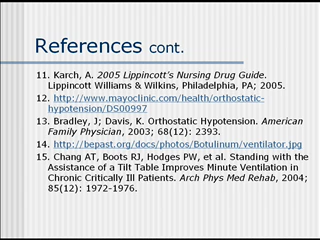 References cont.
11. Karch, A. 2005 Lippincott's Nursing Drug Guide.
Lippincott Williams & Wilkins, Philadelphia, PA; 2005.
12. http://www.mayoclinic.com/health/orthostatic-
hypotension/DS00997
13. Bradley, J; Davis, K. Orthostatic Hypotension. American
Family Physician, 2003; 68(12): 2393.
14. http://bepast.org/docs/photos/Botulinum/ventilator.jpg
15. Chang AT, Boots RJ, Hodges PW, et al. Standing with the
Assistance of a Tilt Table Improves Minute Ventilation in
Chronic Critically Ill Patients. Arch Phys Med Rehab, 2004;
85(12): 1972-1976.